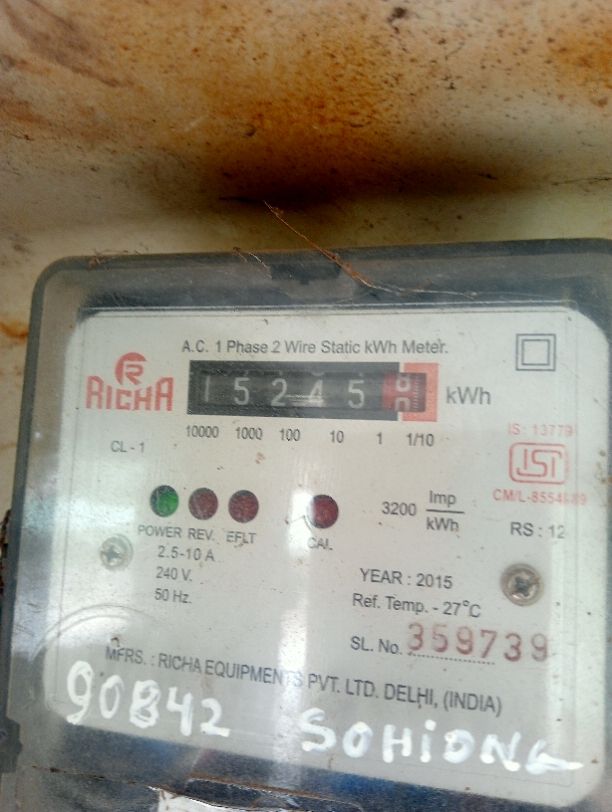 A.C. 1 Phase 2 Wire Static kWh Meter.
R
RICHA
15245 kWh
10000 1000 100 10 1 1/10
CL - 1
IS : 13779
ISI
CM/L-
POWER REV. EFLT CAL.
3200 Imp/kWh
RS : 12
2.5-10 A
240 V.
50 Hz.
YEAR : 2015
Ref. Temp. - 27°C
SL. No. 359739
MFRS. : RICHA EQUIPMENTS PVT. LTD. DELHI, (INDIA)
90B42 SOHiONG